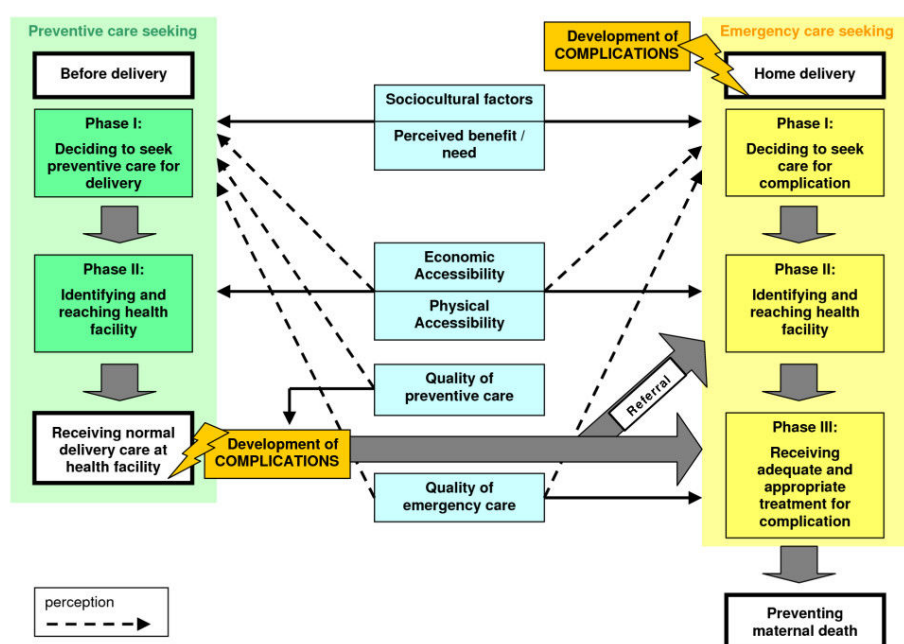 Preventive care seeking
Before delivery
Phase I:
Deciding to seek
preventive care for
delivery
Phase II:
Identifying and
reaching health
facility
Receiving normal
delivery care at
health facility
Development of
COMPLICATIONS
Sociocultural factors
Perceived benefit /
need
Economic
Accessibility
Physical
Accessibility
Quality of
preventive care
Quality of
emergency care
Referral
Development of
COMPLICATIONS
Emergency care seeking
Home delivery
Phase I:
Deciding to seek
care for
complication
Phase II:
Identifying and
reaching health
facility
Phase III:
Receiving
adequate and
appropriate
treatment for
complication
Preventing
maternal death
perception